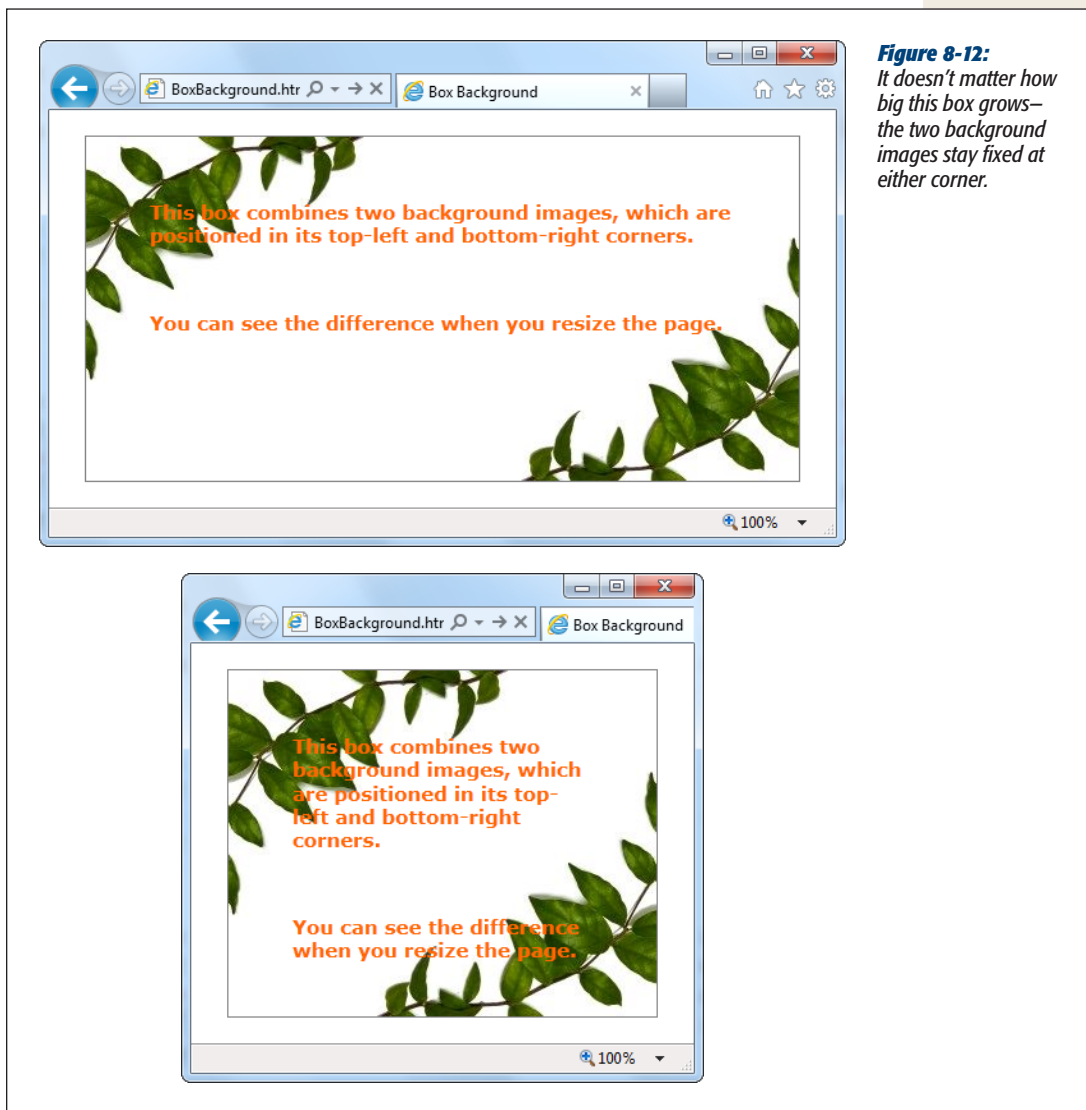 BoxBackground.htr
Box Background
This box combines two background images, which are
positioned in its top-left and bottom-right corners.
You can see the difference when you resize the page.
100%
Figure 8-12:
It doesn't matter how
big this box grows—
the two background
images stay fixed at
either corner.
BoxBackground.htr
Box Background
This box combines two
background images, which
are positioned in its top-
left and bottom-right
corners.
You can see the difference
when you resize the page.
100%